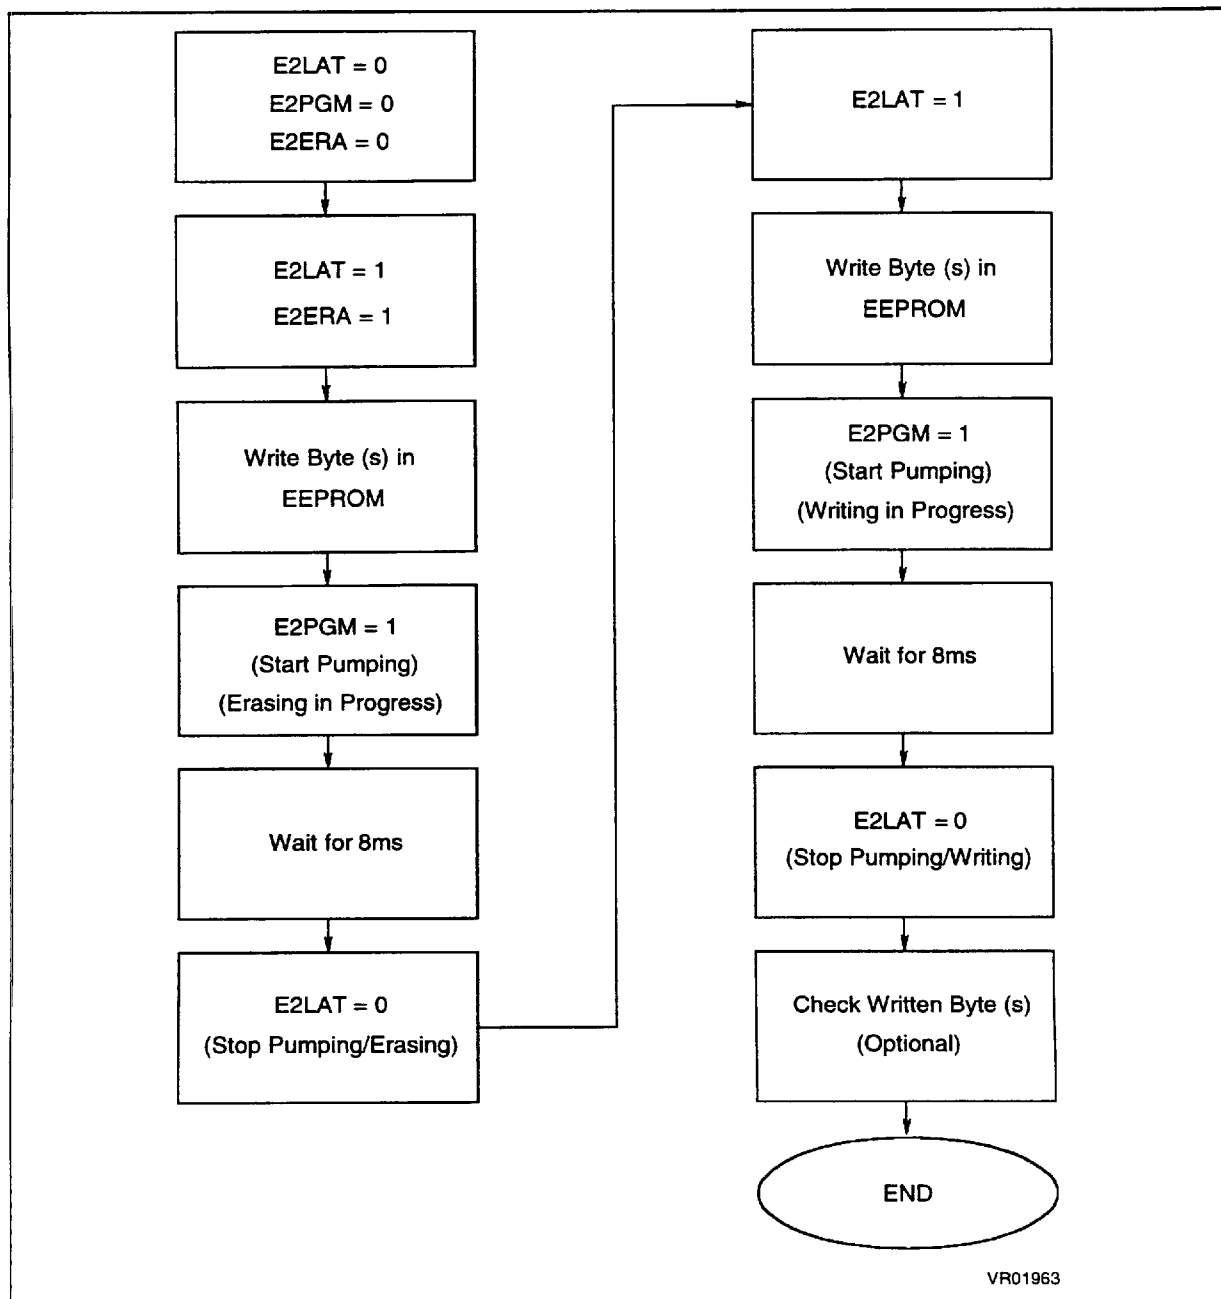 E2LAT = 0
E2PGM = 0
E2ERA = 0
E2LAT = 1
E2ERA = 1
Write Byte (s) in
EEPROM
E2PGM = 1
(Start Pumping)
(Erasing in Progress)
Wait for 8ms
E2LAT = 0
(Stop Pumping/Erasing)
E2LAT = 1
Write Byte (s) in
EEPROM
E2PGM = 1
(Start Pumping)
(Writing in Progress)
Wait for 8ms
E2LAT = 0
(Stop Pumping/Writing)
Check Written Byte (s)
(Optional)
END
VR01963